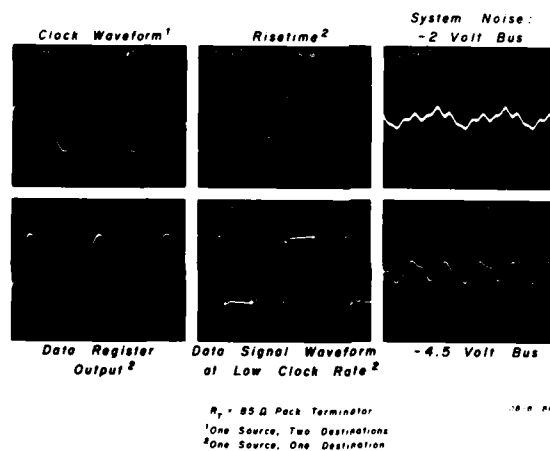 System Noise:
Clock Waveform¹ Risetime² -2 Volt Bus
Data Register Data Signal Waveform -4.5 Volt Bus
Output² at Low Clock Rate²
R_T = 85 Ω Pack Terminator
¹One Source, Two Destinations
²One Source, One Destination